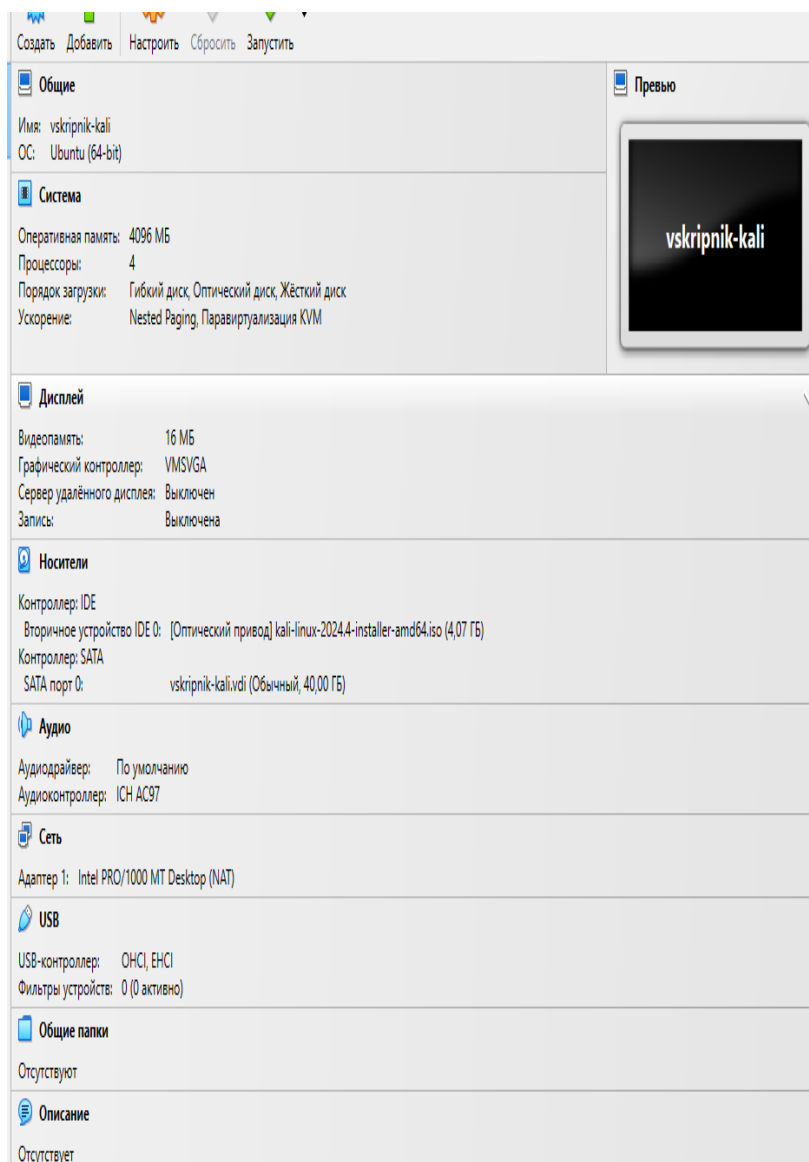 Создать Добавить Настроить Сбросить Запустить
Общие
Имя: vskripnik-kali
ОС: Ubuntu (64-bit)
Превью
vskripnik-kali
Система
Оперативная память: 4096 МБ
Процессоры: 4
Порядок загрузки: Гибкий диск, Оптический диск, Жёсткий диск
Ускорение: Nested Paging, Паравиртуализация KVM
Дисплей
Видеопамять: 16 МБ
Графический контроллер: VMSVGA
Сервер удалённого дисплея: Выключен
Запись: Выключена
Носители
Контроллер: IDE
Вторичное устройство IDE 0: [Оптический привод] kali-linux-2024.4-installer-amd64.iso (4,07 ГБ)
Контроллер: SATA
SATA порт 0: vskripnik-kali.vdi (Обычный, 40,00 ГБ)
Аудио
Аудиодрайвер: По умолчанию
Аудиоконтроллер: ICH AC97
Сеть
Адаптер 1: Intel PRO/1000 MT Desktop (NAT)
USB
USB-контроллер: OHCI, EHCI
Фильтры устройств: 0 (0 активно)
Общие папки
Отсутствуют
Описание
Отсутствует